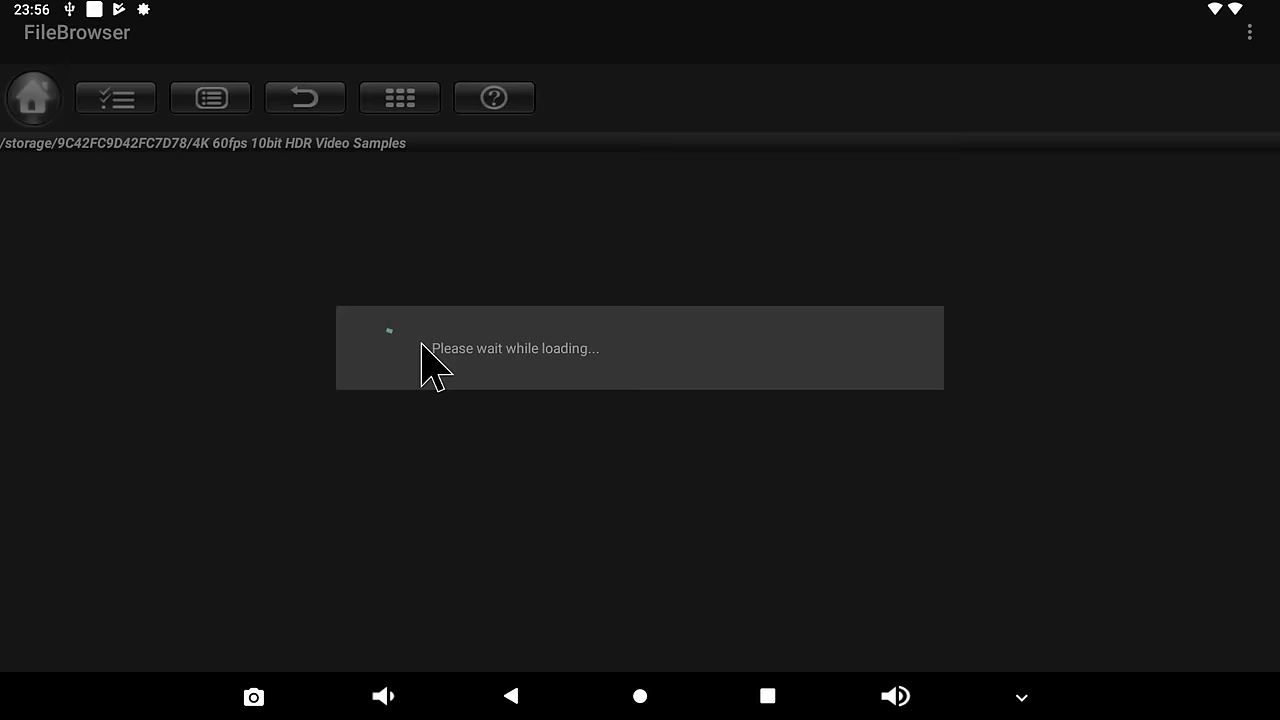 23:56
FileBrowser
/storage/9C42FC9D42FC7D78/4K 60fps 10bit HDR Video Samples
Please wait while loading...